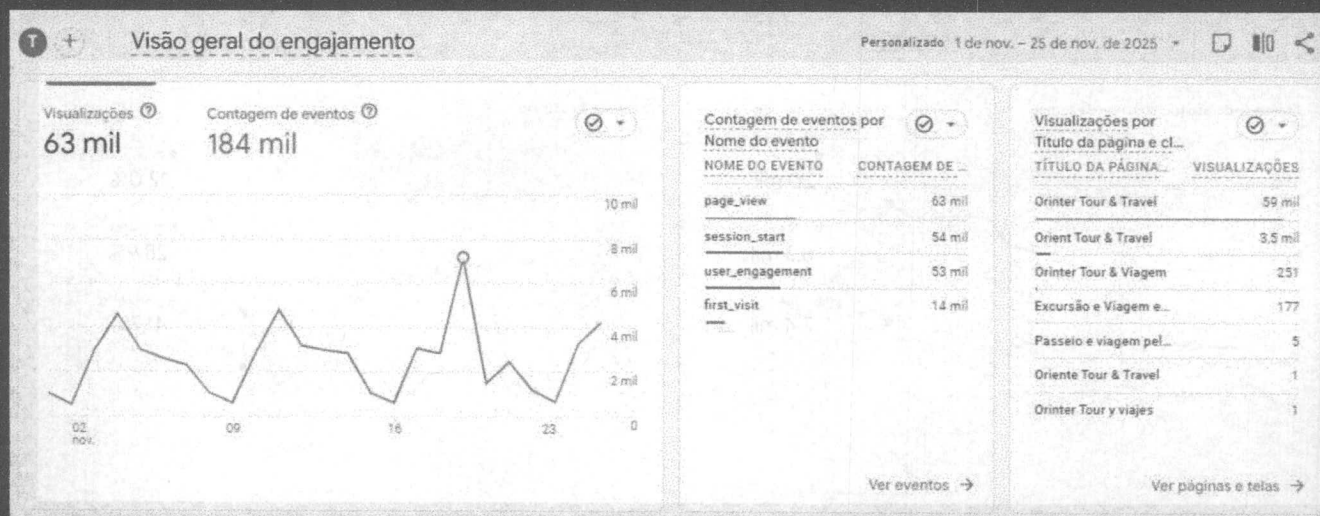 T + Visão geral do engajamento
Personalizado 1 de nov. – 25 de nov. de 2025
Visualizações
63 mil
Contagem de eventos
184 mil
10 mil
8 mil
6 mil
4 mil
2 mil
0
02
nov.
09
16
23
Contagem de eventos por
Nome do evento
NOME DO EVENTO CONTAGEM DE ...
page_view 63 mil
session_start 54 mil
user_engagement 53 mil
first_visit 14 mil
Ver eventos →
Visualizações por
Título da página e cl...
TÍTULO DA PÁGINA... VISUALIZAÇÕES
Orinter Tour & Travel 59 mil
Orient Tour & Travel 3,5 mil
Orinter Tour & Viagem 251
Excursão e Viagem e... 177
Passeio e viagem pel... 5
Oriente Tour & Travel 1
Orinter Tour y viajes 1
Ver páginas e telas →